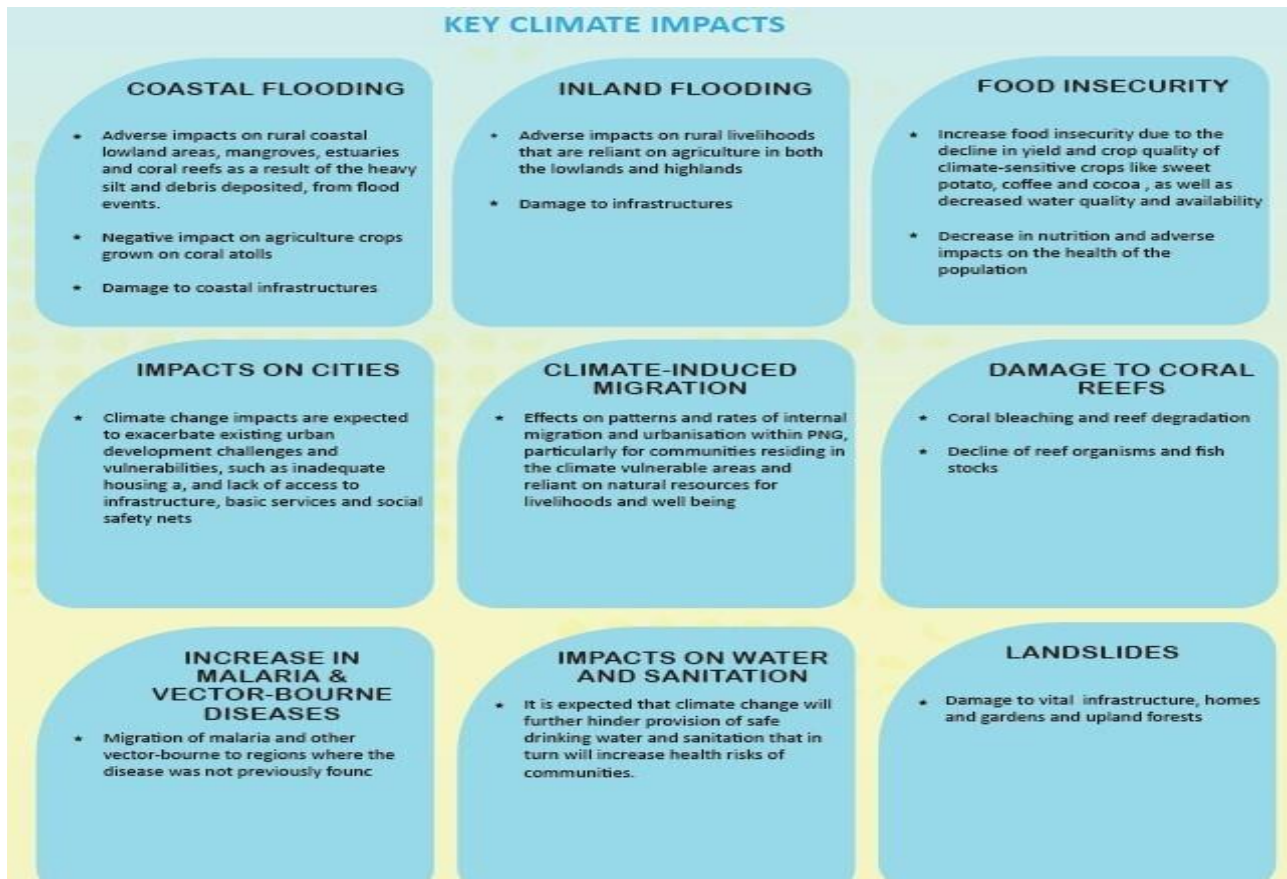 KEY CLIMATE IMPACTS
COASTAL FLOODING
* Adverse impacts on rural coastal
lowland areas, mangroves, estuaries
and coral reefs as a result of the heavy
silt and debris deposited, from flood
events.
* Negative impact on agriculture crops
grown on coral atolls
* Damage to coastal infrastructures
INLAND FLOODING
* Adverse impacts on rural livelihoods
that are reliant on agriculture in both
the lowlands and highlands
* Damage to infrastructures
FOOD INSECURITY
* Increase food insecurity due to the
decline in yield and crop quality of
climate-sensitive crops like sweet
potato, coffee and cocoa , as well as
decreased water quality and availability
* Decrease in nutrition and adverse
impacts on the health of the
population
IMPACTS ON CITIES
* Climate change impacts are expected
to exacerbate existing urban
development challenges and
vulnerabilities, such as inadequate
housing a, and lack of access to
infrastructure, basic services and social
safety nets
CLIMATE-INDUCED
MIGRATION
* Effects on patterns and rates of internal
migration and urbanisation within PNG,
particularly for communities residing in
the climate vulnerable areas and
reliant on natural resources for
livelihoods and well being
DAMAGE TO CORAL
REEFS
* Coral bleaching and reef degradation
* Decline of reef organisms and fish
stocks
INCREASE IN
MALARIA &
VECTOR-BOURNE
DISEASES
* Migration of malaria and other
vector-bourne to regions where the
disease was not previously founc
IMPACTS ON WATER
AND SANITATION
* It is expected that climate change will
further hinder provision of safe
drinking water and sanitation that in
turn will increase health risks of
communities.
LANDSLIDES
* Damage to vital infrastructure, homes
and gardens and upland forests